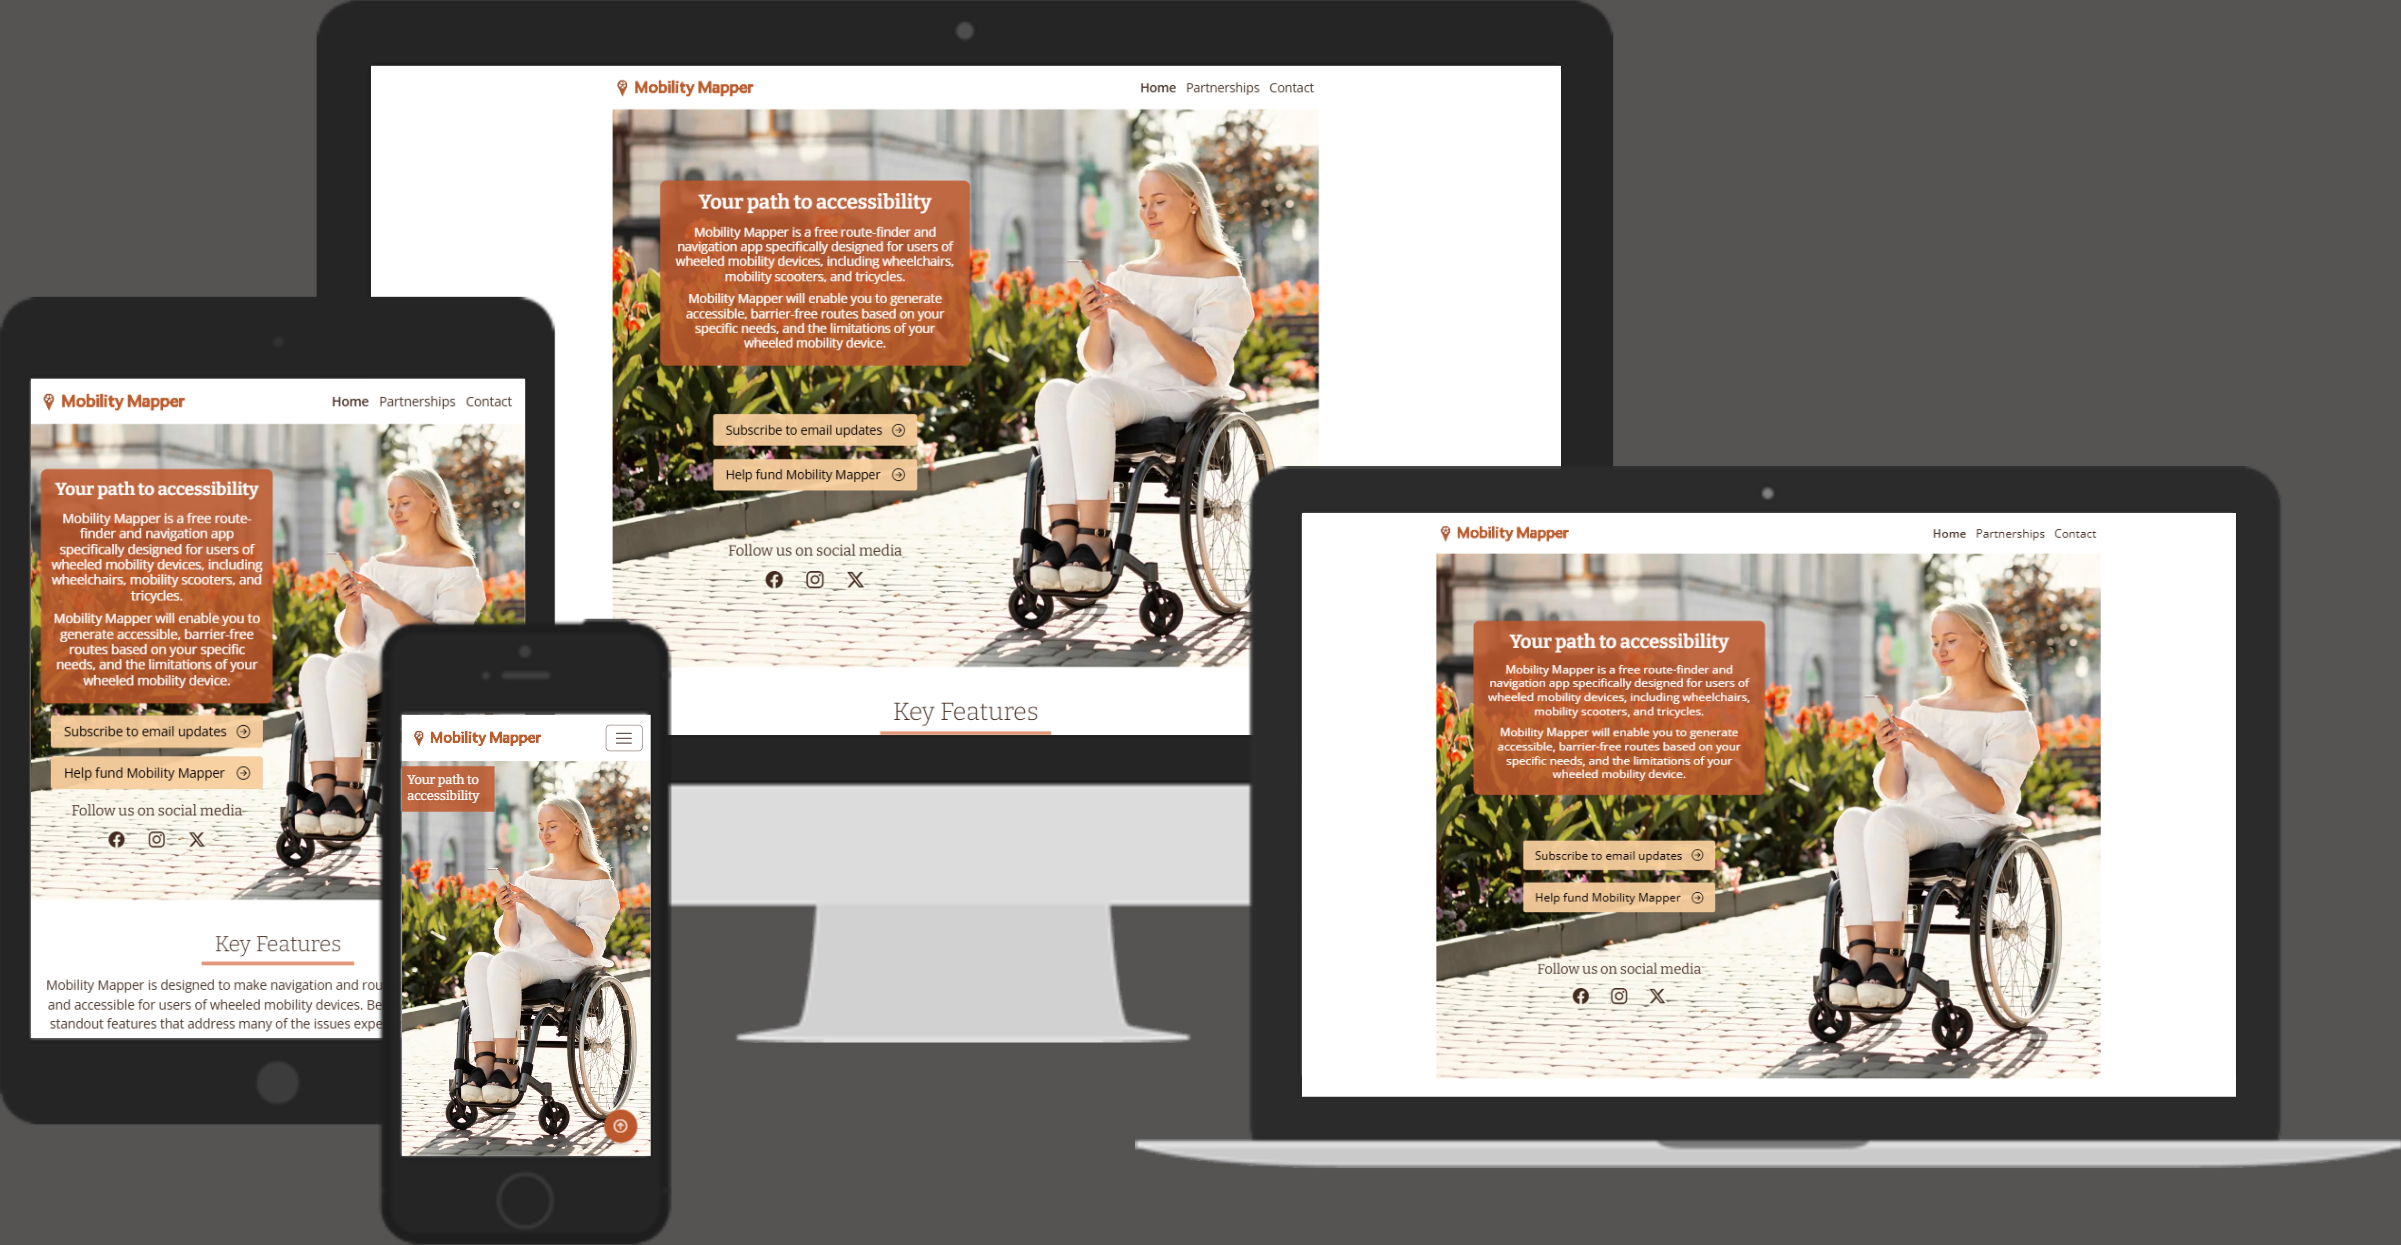 Mobility Mapper
Home Partnerships Contact
Your path to accessibility
Mobility Mapper is a free route-finder and
navigation app specifically designed for users of
wheeled mobility devices, including wheelchairs,
mobility scooters, and tricycles.
Mobility Mapper will enable you to generate
accessible, barrier-free routes based on your
specific needs, and the limitations of your
wheeled mobility device.
Subscribe to email updates
Help fund Mobility Mapper
Follow us on social media
Key Features
Mobility Mapper
Home Partnerships Contact
Your path to accessibility
Mobility Mapper is a free route-
finder and navigation app
specifically designed for users of
wheeled mobility devices, including
wheelchairs, mobility scooters, and
tricycles.
Mobility Mapper will enable you to
generate accessible, barrier-free
routes based on your specific
needs, and the limitations of your
wheeled mobility device.
Subscribe to email updates
Help fund Mobility Mapper
Follow us on social media
Key Features
Mobility Mapper is designed to make navigation and rou
and accessible for users of wheeled mobility devices. Be
standout features that address many of the issues expe
Mobility Mapper
Your path to
accessibility
Mobility Mapper
Home Partnerships Contact
Your path to accessibility
Mobility Mapper is a free route-finder and
navigation app specifically designed for users of
wheeled mobility devices, including wheelchairs,
mobility scooters, and tricycles.
Mobility Mapper will enable you to generate
accessible, barrier-free routes based on your
specific needs, and the limitations of your
wheeled mobility device.
Subscribe to email updates
Help fund Mobility Mapper
Follow us on social media